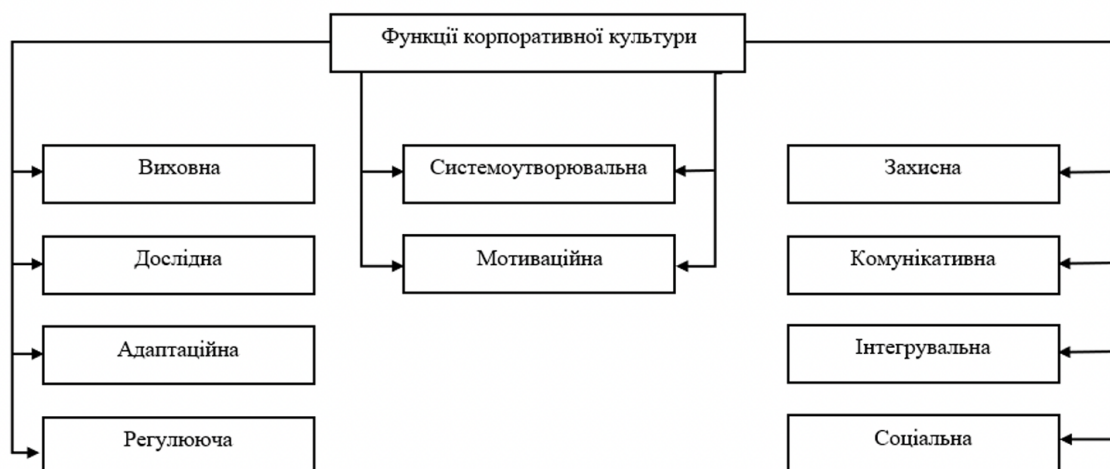 Функції корпоративної культури
Виховна
Системоутворювальна
Захисна
Дослідна
Мотиваційна
Комунікативна
Адаптаційна
Інтегрувальна
Регулююча
Соціальна